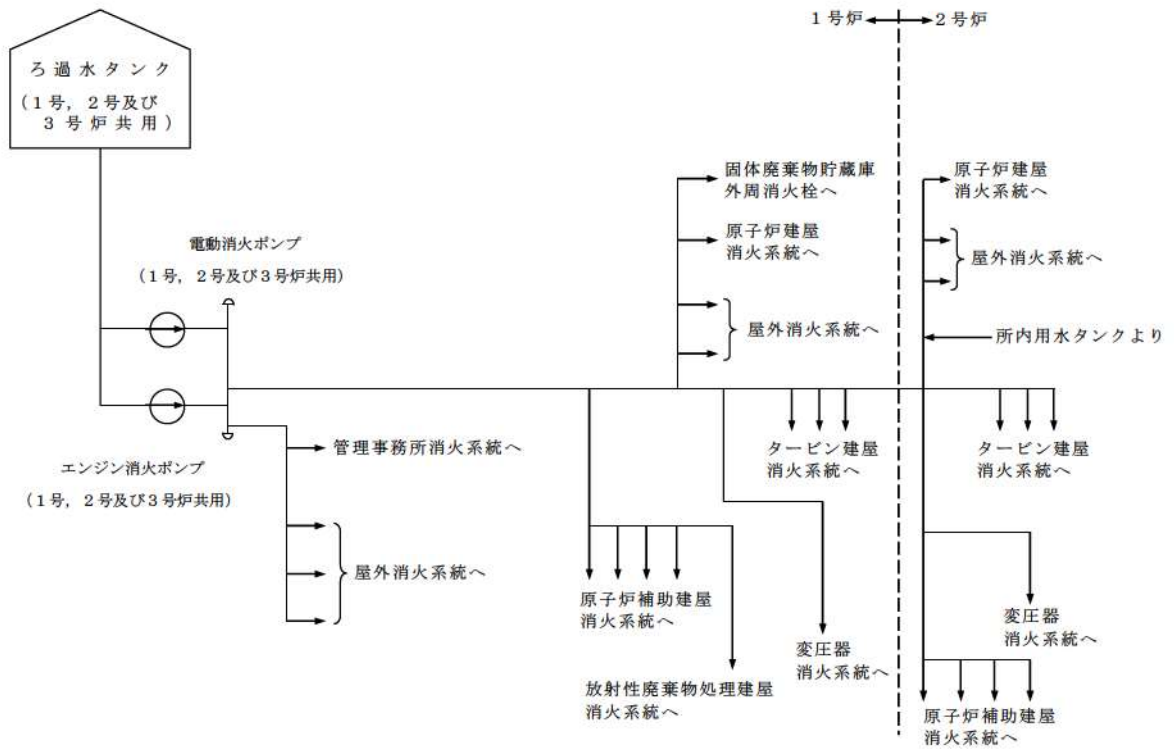 1号炉 2号炉
ろ過水タンク
(1号,2号及び
3号炉共用)
固体廃棄物貯蔵庫
外周消火栓へ
原子炉建屋
消火系統へ
原子炉建屋
消火系統へ
電動消火ポンプ
(1号,2号及び3号炉共用)
屋外消火系統へ
屋外消火系統へ
所内用水タンクより
管理事務所消火系統へ
タービン建屋
消火系統へ
タービン建屋
消火系統へ
エンジン消火ポンプ
(1号,2号及び3号炉共用)
屋外消火系統へ
原子炉補助建屋
消火系統へ
変圧器
消火系統へ
変圧器
消火系統へ
放射性廃棄物処理建屋
消火系統へ
原子炉補助建屋
消火系統へ